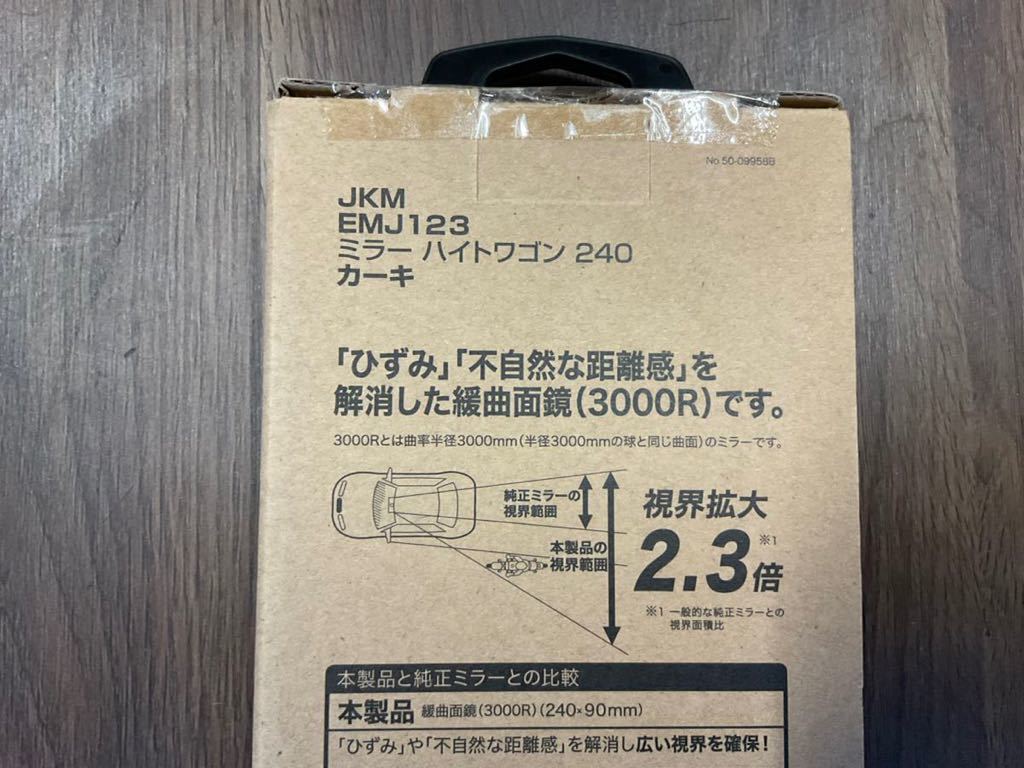 No.50-09958B
JKM
EMJ123
ミラー ハイトワゴン 240
カーキ
「ひずみ」「不自然な距離感」を
解消した緩曲面鏡(3000R)です。
3000Rとは曲率半径3000mm(半径3000mmの球と同じ曲面)のミラーです。
純正ミラーの
視界範囲
本製品の
視界範囲
視界拡大
2.3倍※1
※1 一般的な純正ミラーとの
視界面積比
本製品と純正ミラーとの比較
本製品 緩曲面鏡(3000R)(240×90mm)
「ひずみ」や「不自然な距離感」を解消し広い視界を確保!